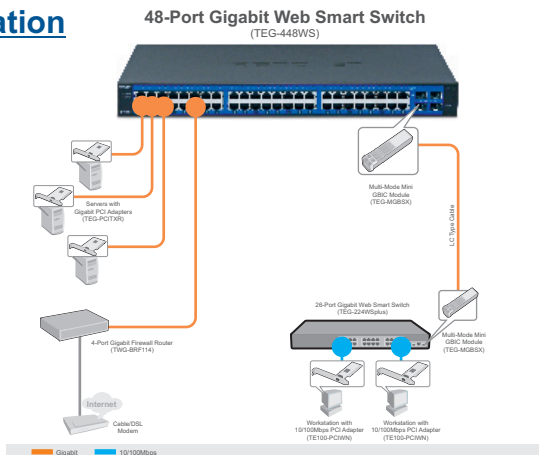 ation
48-Port Gigabit Web Smart Switch
(TEG-448WS)
Servers with
Gigabit PCI Adapters
(TEG-PCITXR)
Multi-Mode Mini
GBIC Module
(TEG-MGBSX)
LC Type Cable
26-Port Gigabit Web Smart Switch
(TEG-224WSplus)
4-Port Gigabit Firewall Router
(TWG-BRF114)
Multi-Mode Mini
GBIC Module
(TEG-MGBSX)
Internet
Cable/DSL
Modem
Workstation with
10/100Mbps PCI Adapter
(TE100-PCIWN)
Workstation with
10/100Mbps PCI Adapter
(TE100-PCIWN)
Gigabit
10/100Mbps